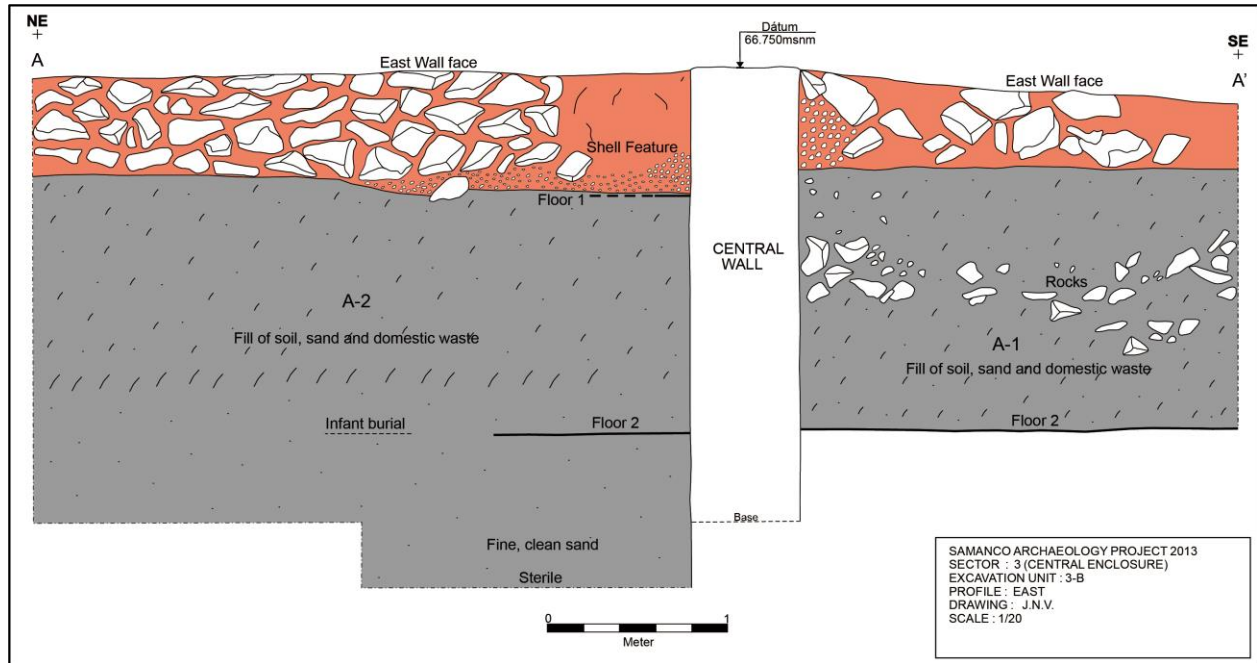 NE
A
East Wall face
Dátum
66.750msnm
SE
A'
East Wall face
Shell Feature
Floor 1
CENTRAL
WALL
Rocks
A-2
Fill of soil, sand and domestic waste
A-1
Fill of soil, sand and domestic waste
Infant burial
Floor 2
Floor 2
Base
Fine, clean sand
Sterile
0
1
Meter
SAMANCO ARCHAEOLOGY PROJECT 2013
SECTOR : 3 (CENTRAL ENCLOSURE)
EXCAVATION UNIT : 3-B
PROFILE : EAST
DRAWING : J.N.V.
SCALE : 1/20